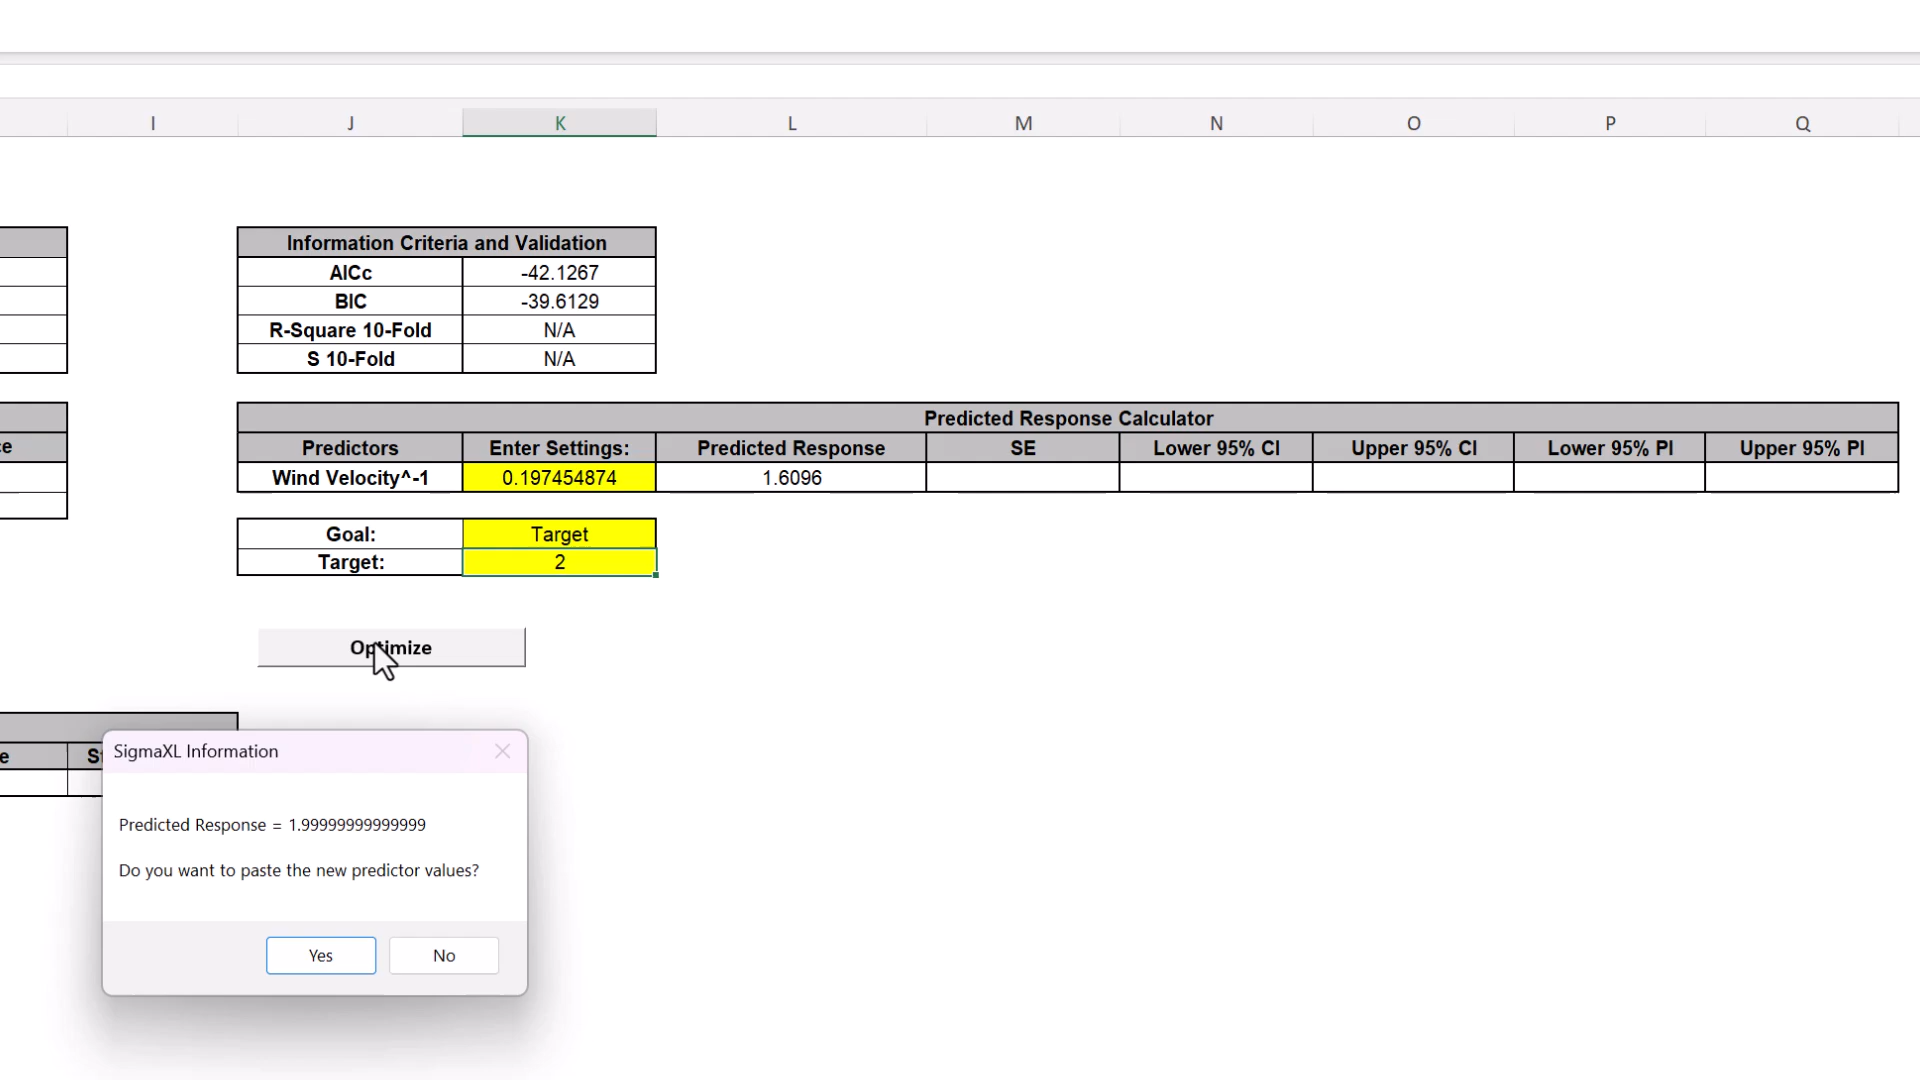 I J K L M N O P Q
Information Criteria and Validation
AICc -42.1267
BIC -39.6129
R-Square 10-Fold N/A
S 10-Fold N/A
Predicted Response Calculator
Predictors Enter Settings: Predicted Response SE Lower 95% CI Upper 95% CI Lower 95% PI Upper 95% PI
Wind Velocity^-1 0.197454874 1.6096
Goal: Target
Target: 2
Optimize
SigmaXL Information
Predicted Response = 1.99999999999999
Do you want to paste the new predictor values?
Yes No